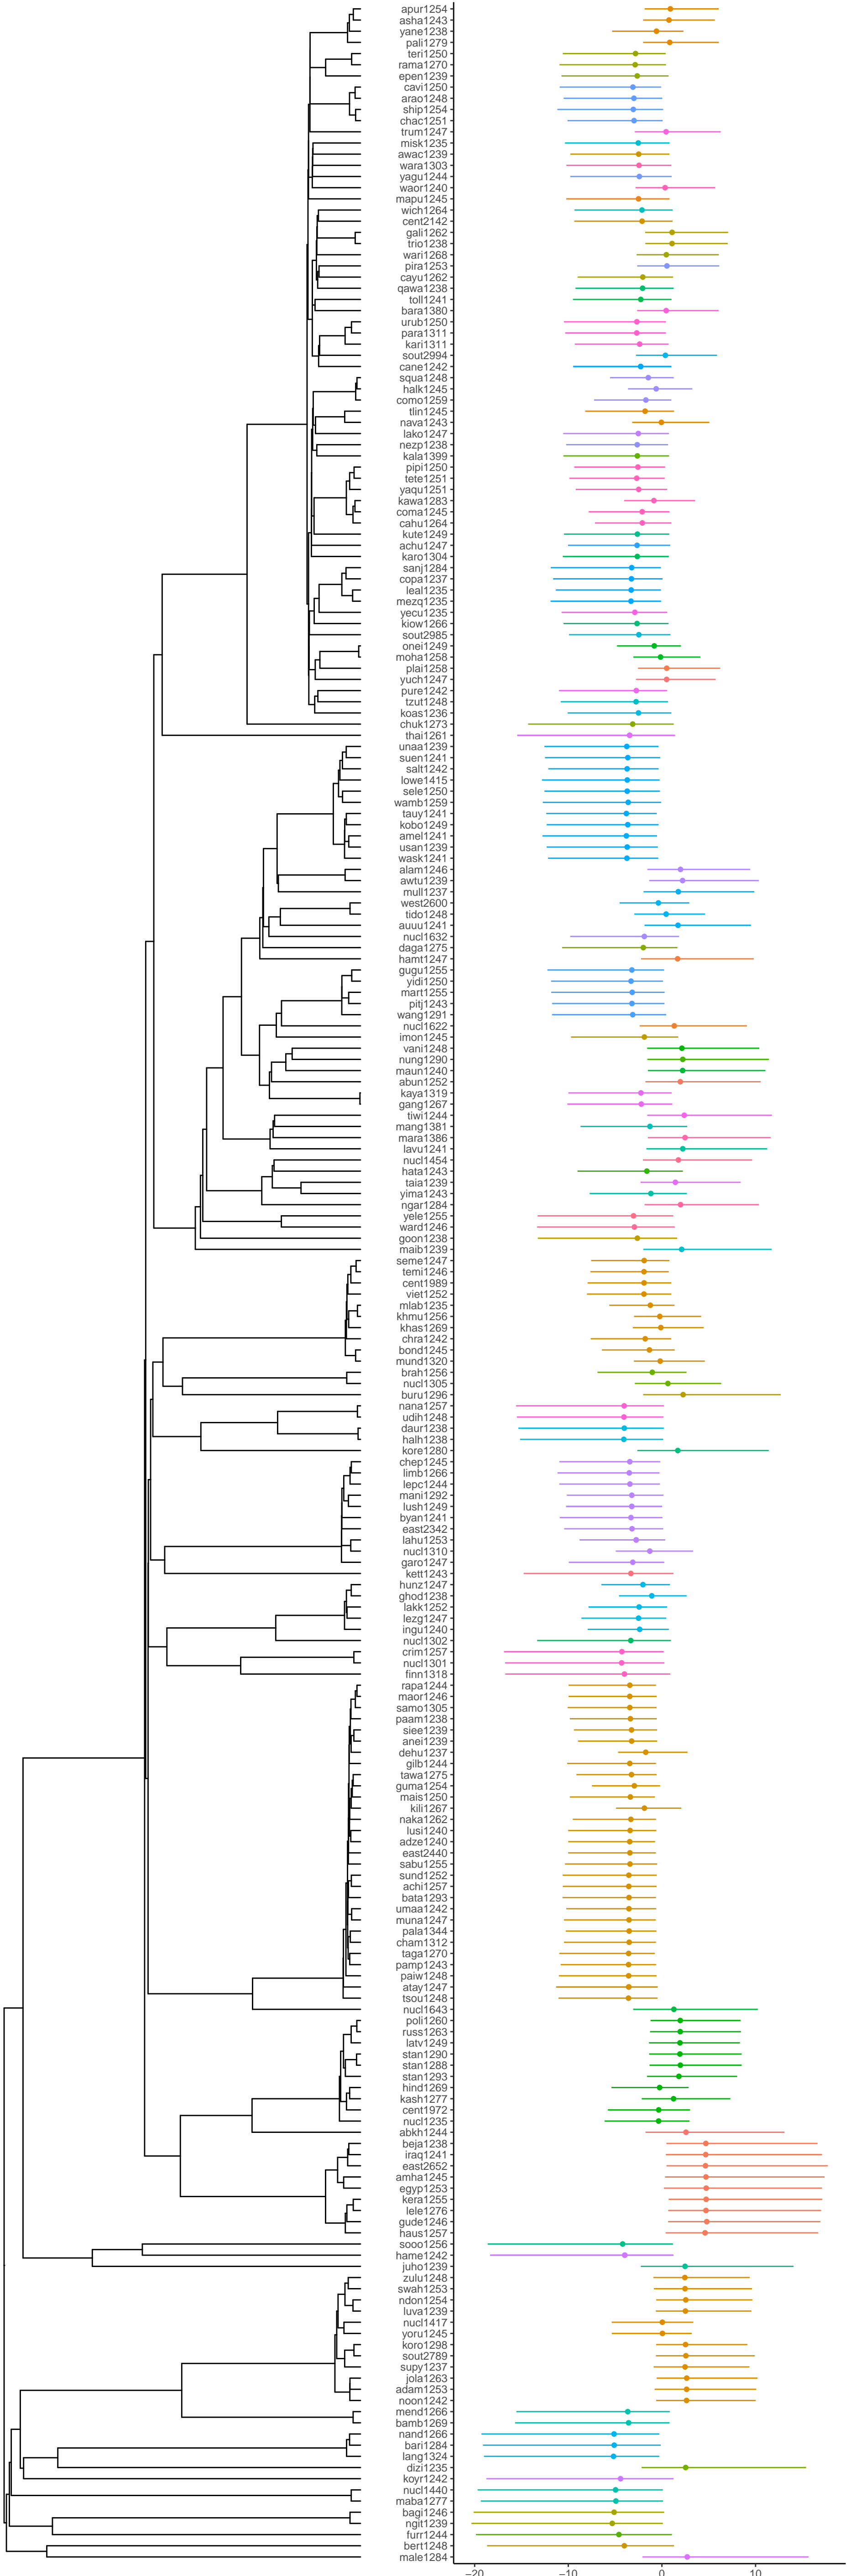 apur1254
asha1243
yane1238
pali1279
teri1250
rama1270
epen1239
cavi1250
arao1248
ship1254
chac1251
trum1247
misk1235
awac1239
wara1303
yagu1244
waor1240
mapu1245
wich1264
cent2142
gali1262
trio1238
wari1268
pira1253
cayu1262
qawa1238
toll1241
bara1380
urub1250
para1311
kari1311
sout2994
cane1242
squa1248
halk1245
como1259
tlin1245
nava1243
lako1247
nezp1238
kala1399
pipi1250
tete1251
yaqu1251
kawa1283
coma1245
cahu1264
kute1249
achu1247
karo1304
sanj1284
copa1237
leal1235
mezq1235
yecu1235
kiow1266
sout2985
onei1249
moha1258
plai1258
yuch1247
pure1242
tzut1248
koas1236
chuk1273
thai1261
unaa1239
suen1241
salt1242
lowe1415
sele1250
wamb1259
tauy1241
kobo1249
amel1241
usan1239
wask1241
alam1246
awtu1239
mull1237
west2600
tido1248
auuu1241
nucl1632
daga1275
hamt1247
gugu1255
yidi1250
mart1255
pitj1243
wang1291
nucl1622
imon1245
vani1248
nung1290
maun1240
abun1252
kaya1319
gang1267
tiwi1244
mang1381
mara1386
lavu1241
nucl1454
hata1243
taia1239
yima1243
ngar1284
yele1255
ward1246
goon1238
maib1239
seme1247
temi1246
cent1989
viet1252
mlab1235
khmu1256
khas1269
chra1242
bond1245
mund1320
brah1256
nucl1305
buru1296
nana1257
udih1248
daur1238
halh1238
kore1280
chep1245
limb1266
lepc1244
mani1292
lush1249
byan1241
east2342
lahu1253
nucl1310
garo1247
kett1243
hunz1247
ghod1238
lakk1252
lezg1247
ingu1240
nucl1302
crim1257
nucl1301
finn1318
rapa1244
maor1246
samo1305
paam1238
siee1239
anei1239
dehu1237
gilb1244
tawa1275
guma1254
mais1250
kili1267
naka1262
lusi1240
adze1240
east2440
sabu1255
sund1252
achi1257
bata1293
umaa1242
muna1247
pala1344
cham1312
taga1270
pamp1243
paiw1248
atay1247
tsou1248
nucl1643
poli1260
russ1263
latv1249
stan1290
stan1288
stan1293
hind1269
kash1277
cent1972
nucl1235
abkh1244
beja1238
iraq1241
east2652
amha1245
egyp1253
kera1255
lele1276
gude1246
haus1257
sooo1256
hame1242
juho1239
zulu1248
swah1253
ndon1254
luva1239
nucl1417
yoru1245
koro1298
sout2789
supy1237
jola1263
adam1253
noon1242
mend1266
bamb1269
nand1266
bari1284
lang1324
dizi1235
koyr1242
nucl1440
maba1277
bagi1246
ngit1239
furr1244
bert1248
male1284
−20 −10 0 10